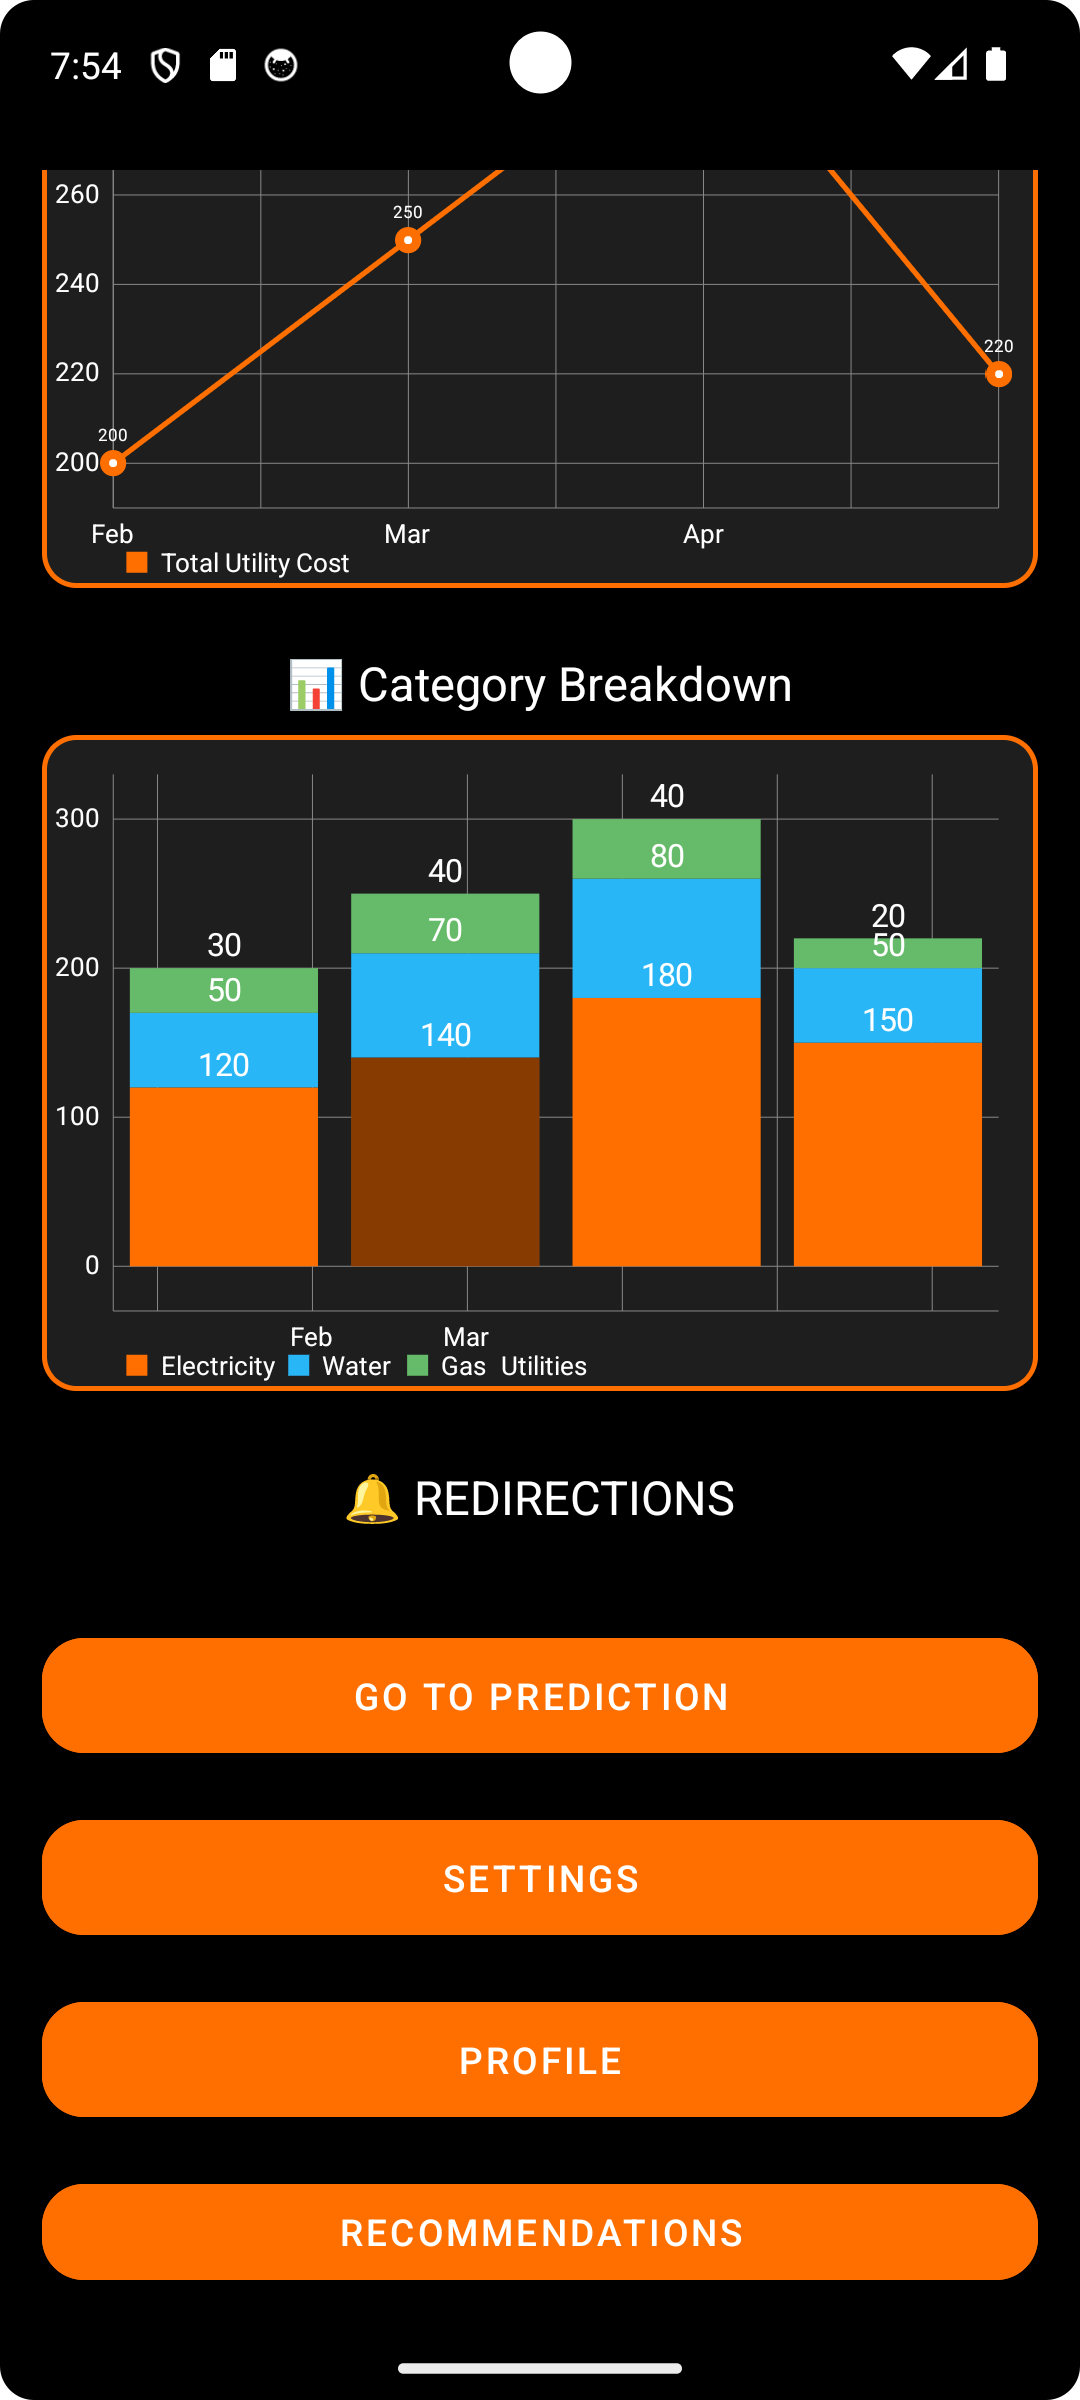 7:54
260
250
240
220
220
200
200
Feb Mar Apr
Total Utility Cost
Category Breakdown
300
40
80
40
70
20
50
30
200
50
180
150
140
120
100
0
Feb Mar
Electricity Water Gas Utilities
REDIRECTIONS
GO TO PREDICTION
SETTINGS
PROFILE
RECOMMENDATIONS